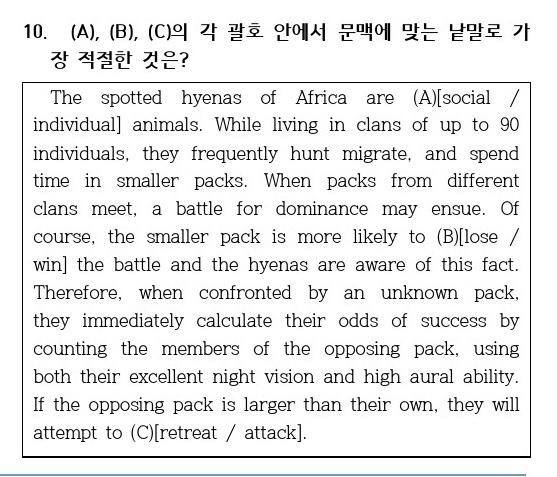 10. (A), (B), (C)의 각 괄호 안에서 문맥에 맞는 낱말로 가
장 적절한 것은?
The spotted hyenas of Africa are (A)[social /
individual] animals. While living in clans of up to 90
individuals, they frequently hunt migrate, and spend
time in smaller packs. When packs from different
clans meet, a battle for dominance may ensue. Of
course, the smaller pack is more likely to (B)[lose /
win] the battle and the hyenas are aware of this fact.
Therefore, when confronted by an unknown pack,
they immediately calculate their odds of success by
counting the members of the opposing pack, using
both their excellent night vision and high aural ability.
If the opposing pack is larger than their own, they will
attempt to (C)[retreat / attack].